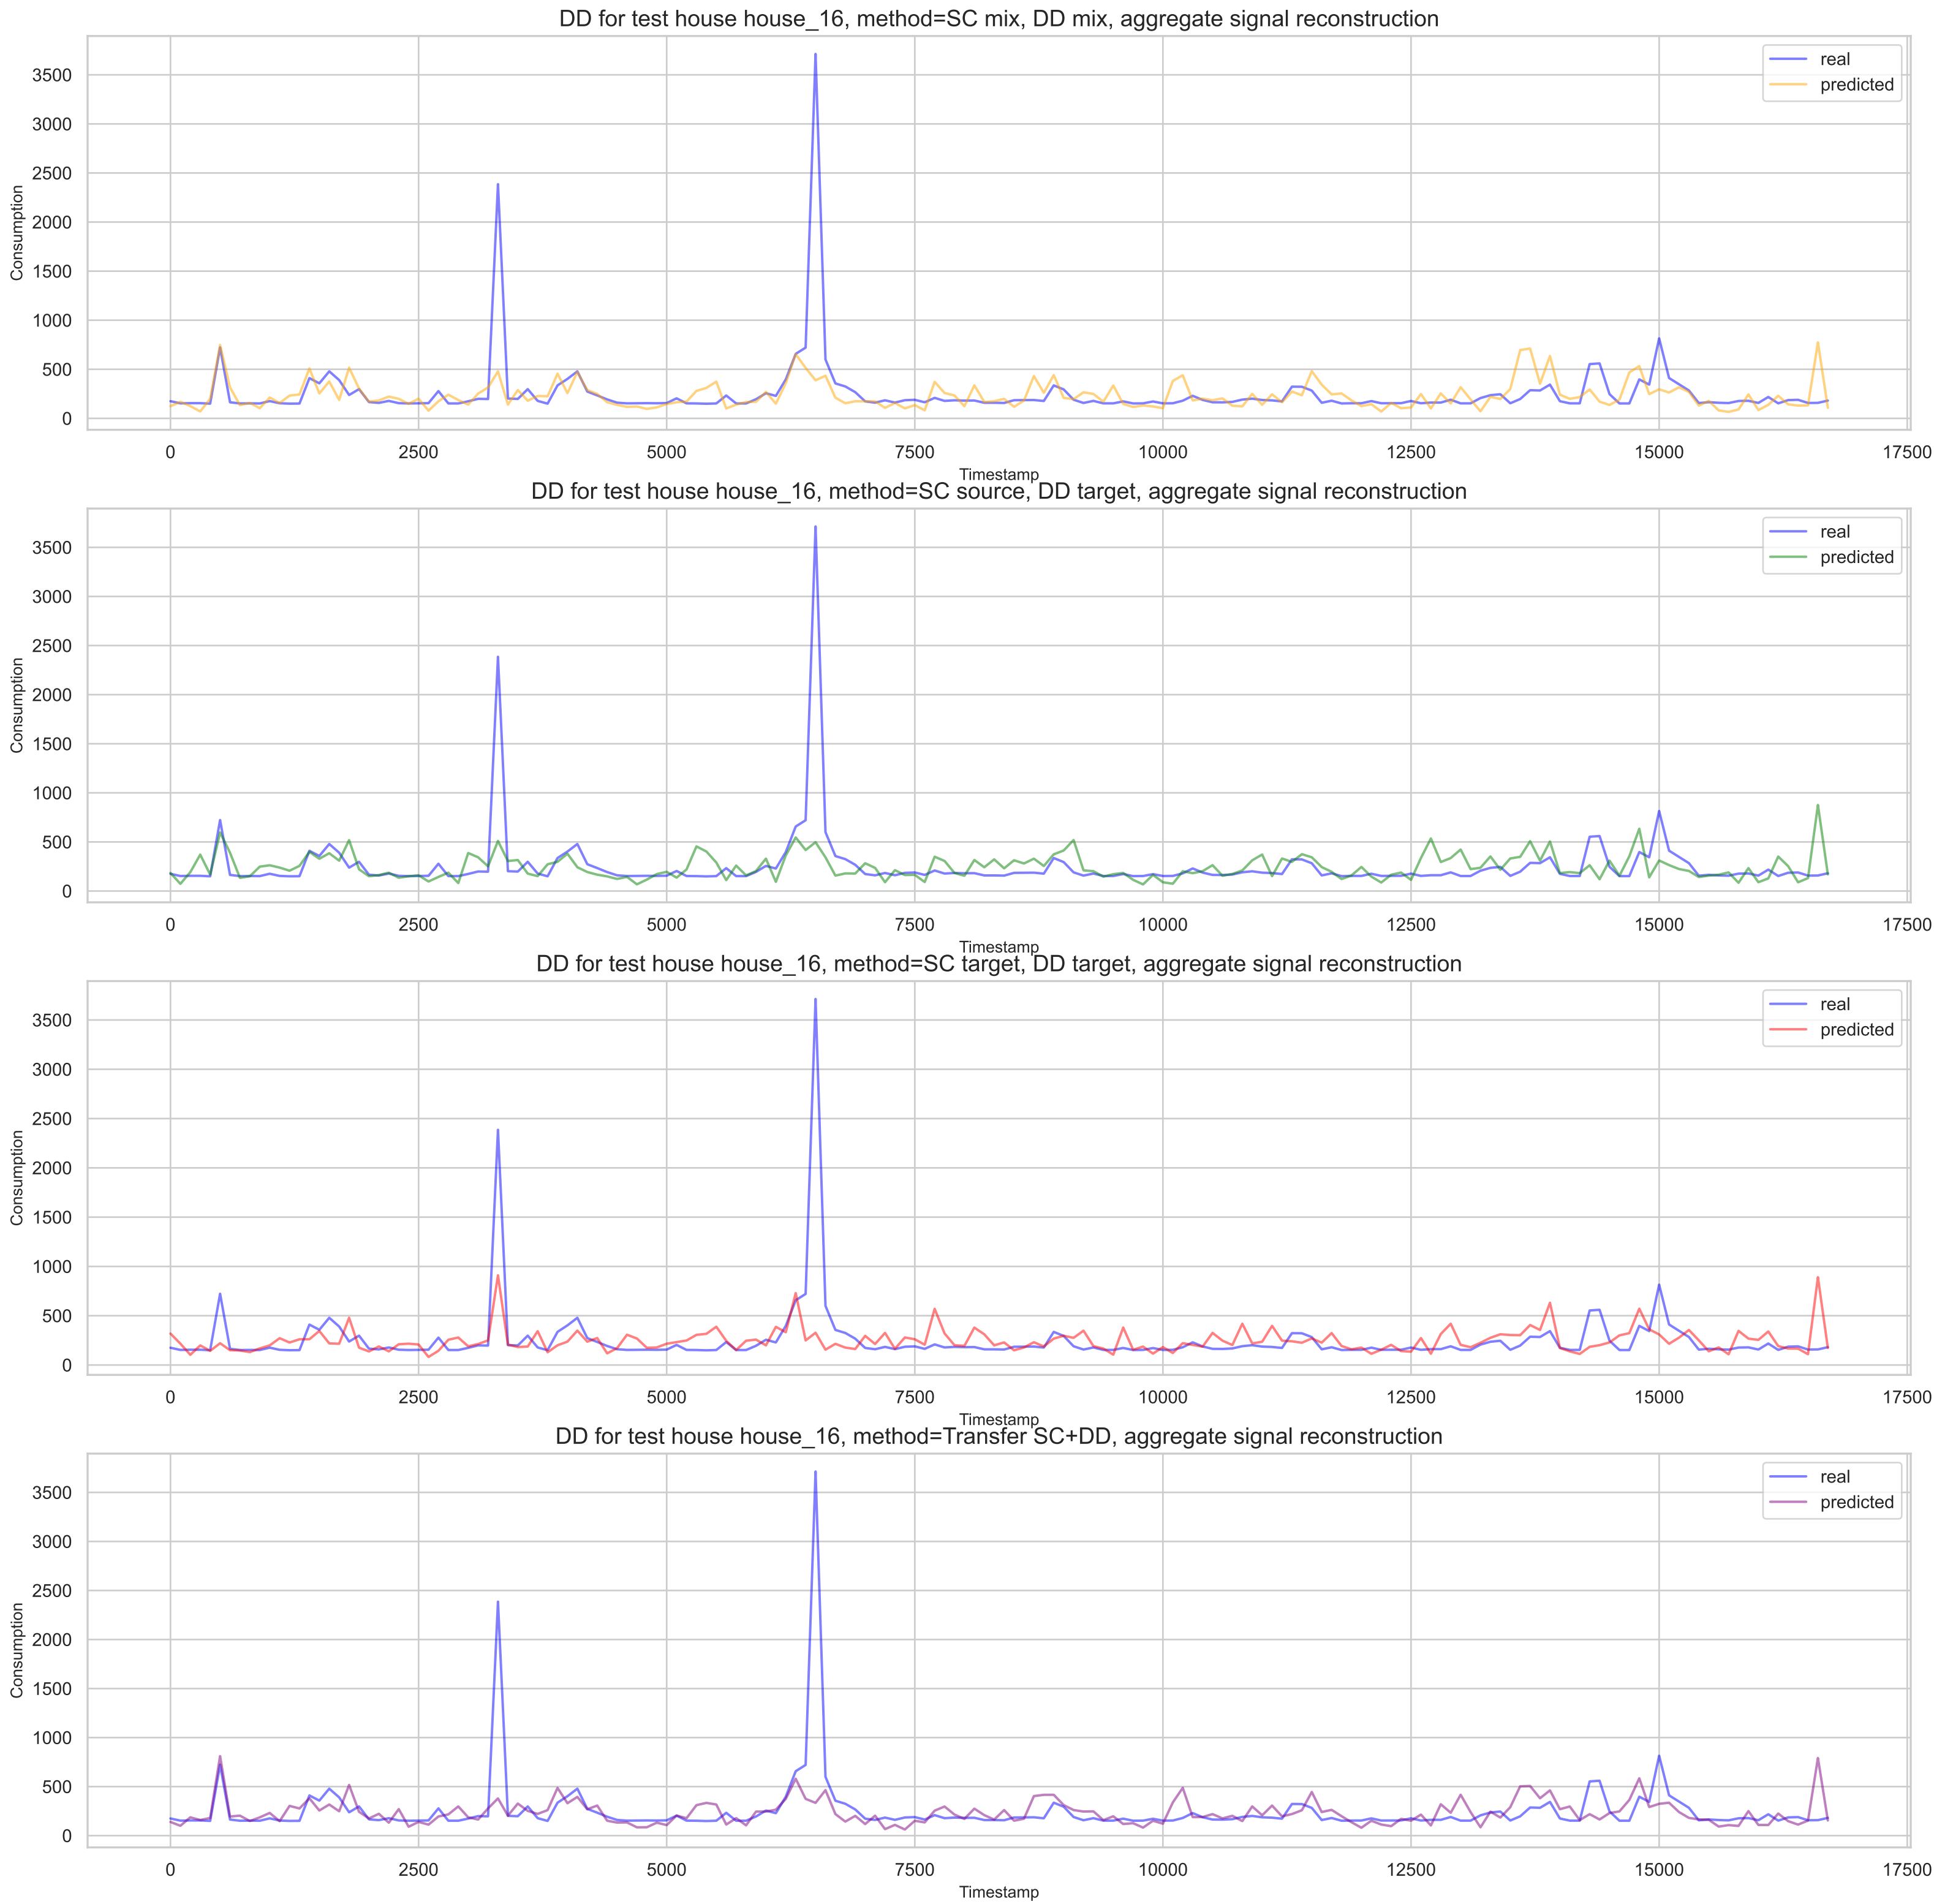 DD for test house house_16, method=SC mix, DD mix, aggregate signal reconstruction
real
predicted
3500
3000
2500
2000
1500
1000
500
0
Consumption
0 2500 5000 7500 10000 12500 15000 17500
Timestamp
DD for test house house_16, method=SC source, DD target, aggregate signal reconstruction
real
predicted
3500
3000
2500
2000
1500
1000
500
0
Consumption
0 2500 5000 7500 10000 12500 15000 17500
Timestamp
DD for test house house_16, method=SC target, DD target, aggregate signal reconstruction
real
predicted
3500
3000
2500
2000
1500
1000
500
0
Consumption
0 2500 5000 7500 10000 12500 15000 17500
Timestamp
DD for test house house_16, method=Transfer SC+DD, aggregate signal reconstruction
real
predicted
3500
3000
2500
2000
1500
1000
500
0
Consumption
0 2500 5000 7500 10000 12500 15000 17500
Timestamp